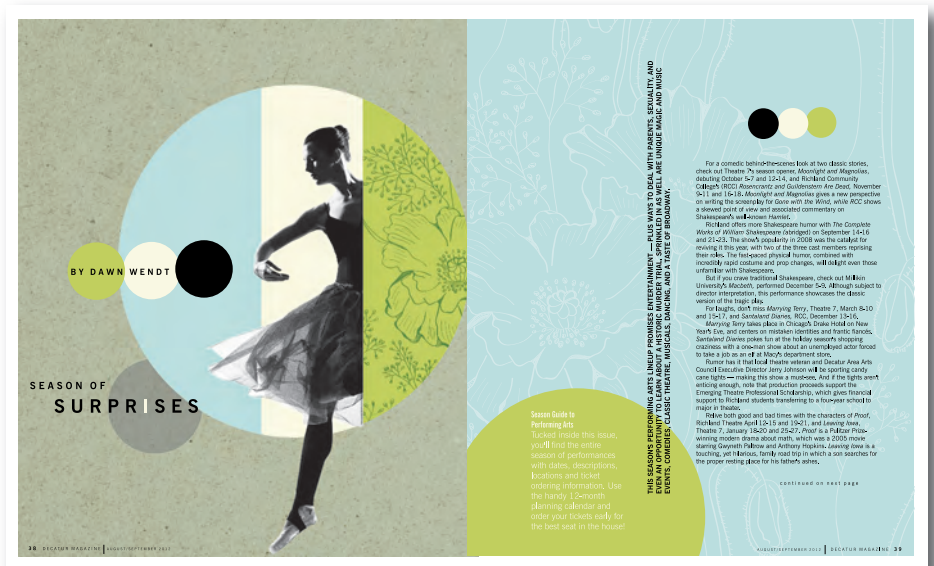 BY DAWN WENDT
SEASON OF
SURPRISES
38 DECATUR MAGAZINE | AUGUST/SEPTEMBER 2012
THIS SEASON'S PERFORMING ARTS LINEUP PROMISES ENTERTAINMENT — PLUS WAYS TO DEAL WITH PARENTS, SEXUALITY, AND
EVEN AN OPPORTUNITY TO LEARN ABOUT A HISTORIC MURDER TRIAL. SPRINKLED IN AS WELL ARE UNIQUE MAGIC AND MUSIC
EVENTS, COMEDIES, CLASSIC THEATRE, MUSICALS, DANCING, AND A TASTE OF BROADWAY.
Season Guide to
Performing Arts
Tucked inside this issue,
you'll find the entire
season of performances
with dates, descriptions,
locations and ticket
ordering information. Use
the handy 12-month
planning calendar and
order your tickets early for
the best seat in the house!
For a comedic behind-the-scenes look at two classic stories,
check out Theatre 7's season opener, Moonlight and Magnolias,
debuting October 5-7 and 12-14, and Richland Community
College's (RCC) Rosencrantz and Guildenstern Are Dead, November
9-11 and 16-18. Moonlight and Magnolias gives a new perspective
on writing the screenplay for Gone with the Wind, while RCC shows
a skewed point of view and associated commentary on
Shakespeare's well-known Hamlet.
Richland offers more Shakespeare humor with The Complete
Works of William Shakespeare (abridged) on September 14-16
and 21-23. The show's popularity in 2008 was the catalyst for
reviving it this year, with two of the three cast members reprising
their roles. The fast-paced physical humor, combined with
incredibly rapid costume and prop changes, will delight even those
unfamiliar with Shakespeare.
But if you crave traditional Shakespeare, check out Millikin
University's Macbeth, performed December 5-9. Although subject to
director interpretation, this performance showcases the classic
version of the tragic play.
For laughs, don't miss Marrying Terry, Theatre 7, March 8-10
and 15-17, and Santaland Diaries, RCC, December 13-16.
Marrying Terry takes place in Chicago's Drake Hotel on New
Year's Eve, and centers on mistaken identities and frantic fiancés.
Santaland Diaries pokes fun at the holiday season's shopping
craziness with a one-man show about an unemployed actor forced
to take a job as an elf at Macy's department store.
Rumor has it that local theatre veteran and Decatur Area Arts
Council Executive Director Jerry Johnson will be sporting candy
cane tights — making this show a must-see. And if the tights aren't
enticing enough, note that production proceeds support the
Emerging Theatre Professional Scholarship, which gives financial
support to Richland students transferring to a four-year school to
major in theater.
Relive both good and bad times with the characters of Proof,
Richland Theatre April 12-15 and 19-21, and Leaving Iowa,
Theatre 7, January 18-20 and 25-27. Proof is a Pulitzer Prize-
winning modern drama about math, which was a 2005 movie
starring Gwyneth Paltrow and Anthony Hopkins. Leaving Iowa is a
touching, yet hilarious, family road trip in which a son searches for
the proper resting place for his father's ashes.
continued on next page
AUGUST/SEPTEMBER 2012 | DECATUR MAGAZINE 39